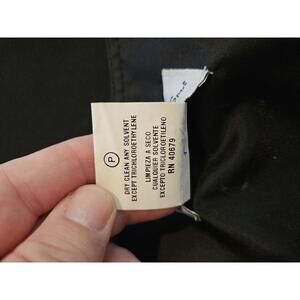 P
DRY CLEAN ANY SOLVENT
EXCEPT TRICHLOROETHYLENE
LIMPIEZA A SECO
CUALQUIER SOLVENTE
EXCEPTO TRICLOROETILENO
RN 40679